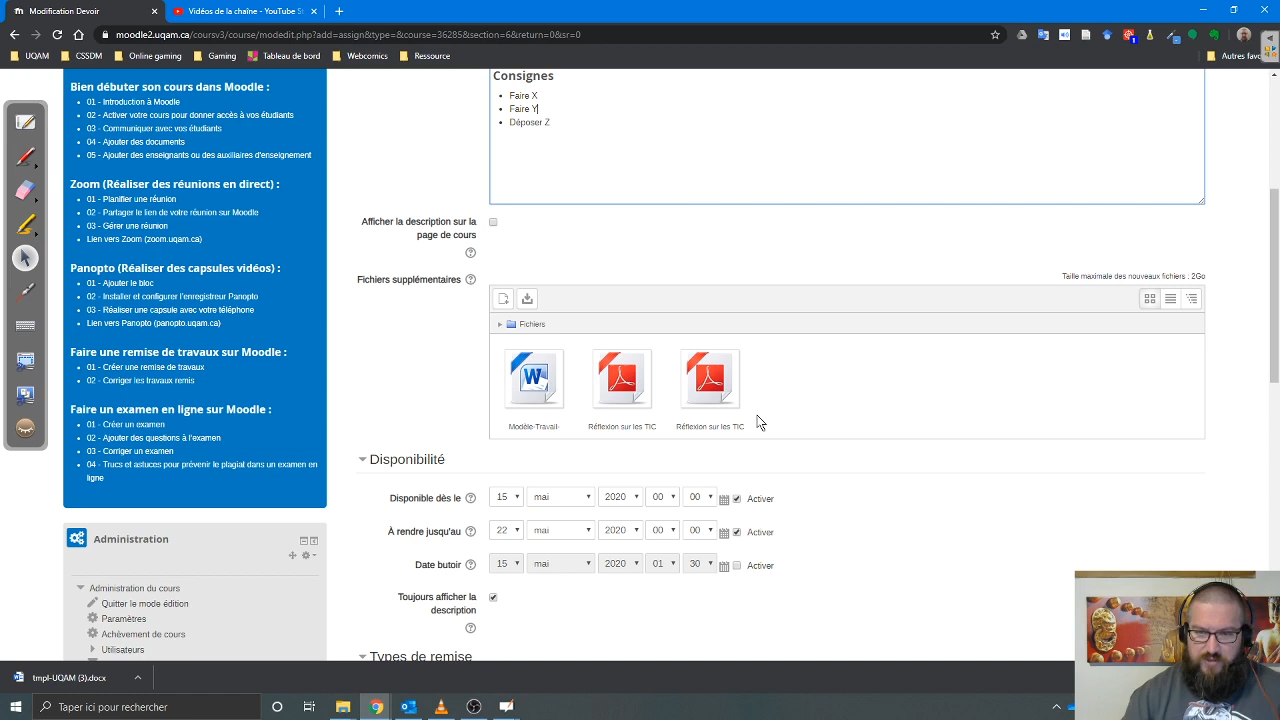 Modification Devoir
Vidéos de la chaîne - YouTube St
moodle2.uqam.ca/coursv3/course/modedit.php?add=assign&type=&course=36285&section=6&return=0&sr=0
UQAM
CSSDM
Online gaming
Gaming
Tableau de bord
Webcomics
Ressource
Autres favo
Bien débuter son cours dans Moodle :
01 - Introduction à Moodle
02 - Activer votre cours pour donner accès à vos étudiants
03 - Communiquer avec vos étudiants
04 - Ajouter des documents
05 - Ajouter des enseignants ou des auxiliaires d'enseignement
Zoom (Réaliser des réunions en direct) :
01 - Planifier une réunion
02 - Partager le lien de votre réunion sur Moodle
03 - Gérer une réunion
Lien vers Zoom (zoom.uqam.ca)
Panopto (Réaliser des capsules vidéos) :
01 - Ajouter le bloc
02 - Installer et configurer l'enregistreur Panopto
03 - Réaliser une capsule avec votre téléphone
Lien vers Panopto (panopto.uqam.ca)
Faire une remise de travaux sur Moodle :
01 - Créer une remise de travaux
02 - Corriger les travaux remis
Faire un examen en ligne sur Moodle :
01 - Créer un examen
02 - Ajouter des questions à l'examen
03 - Corriger un examen
04 - Trucs et astuces pour prévenir le plagiat dans un examen en
ligne
Administration
Administration du cours
Quitter le mode édition
Paramètres
Achèvement de cours
Utilisateurs
Consignes
Faire X
Faire Y
Déposer Z
Afficher la description sur la
page de cours
Fichiers supplémentaires
Taille maximale des nouveaux fichiers : 2Go
Fichiers
Modèle-Travail- Réflexion sur les TIC Réflexion sur les TIC
Disponibilité
Disponible dès le 15 mai 2020 00 00 Activer
À rendre jusqu'au 22 mai 2020 00 00 Activer
Date butoir 15 mai 2020 01 30 Activer
Toujours afficher la
description
Types de remise
tmpl-UQAM (3).docx
Taper ici pour rechercher